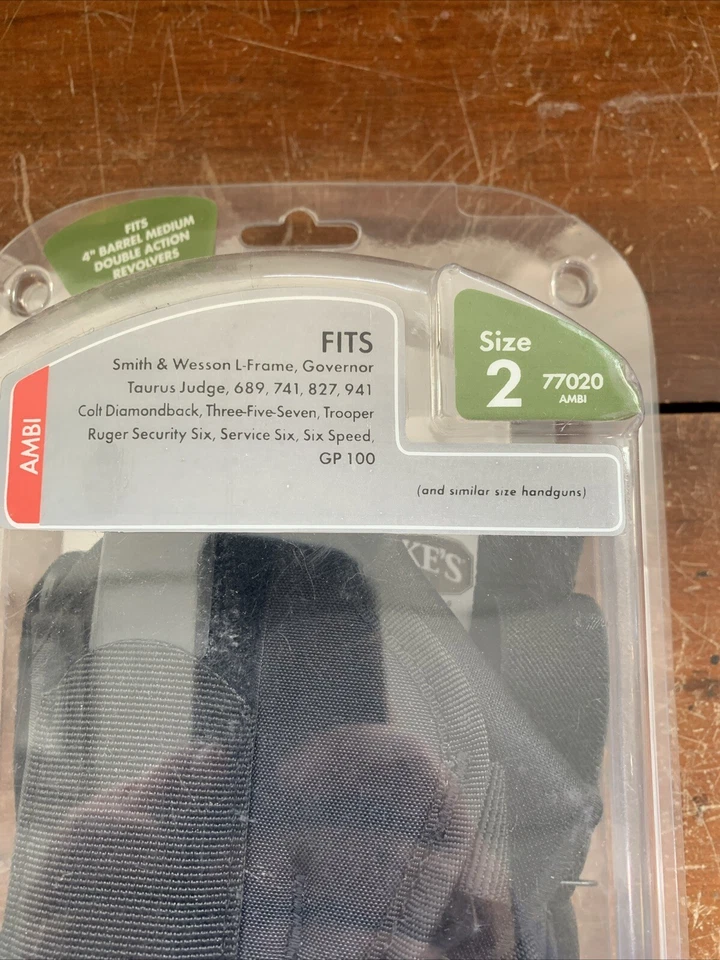 FITS
4" BARREL MEDIUM
DOUBLE ACTION
REVOLVERS
FITS
Smith & Wesson L-Frame, Governor
Taurus Judge, 689, 741, 827, 941
Colt Diamondback, Three-Five-Seven, Trooper
Ruger Security Six, Service Six, Six Speed,
GP 100
(and similar size handguns)
AMBI
Size
2 77020
AMBI
KE'S